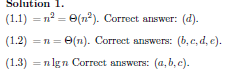 Solution 1.
(1.1) = n² = Θ(n²). Correct answer: (d).
(1.2) = n = Θ(n). Correct answers: (b, c, d, e).
(1.3) = n lg n Correct answers: (a, b, c).